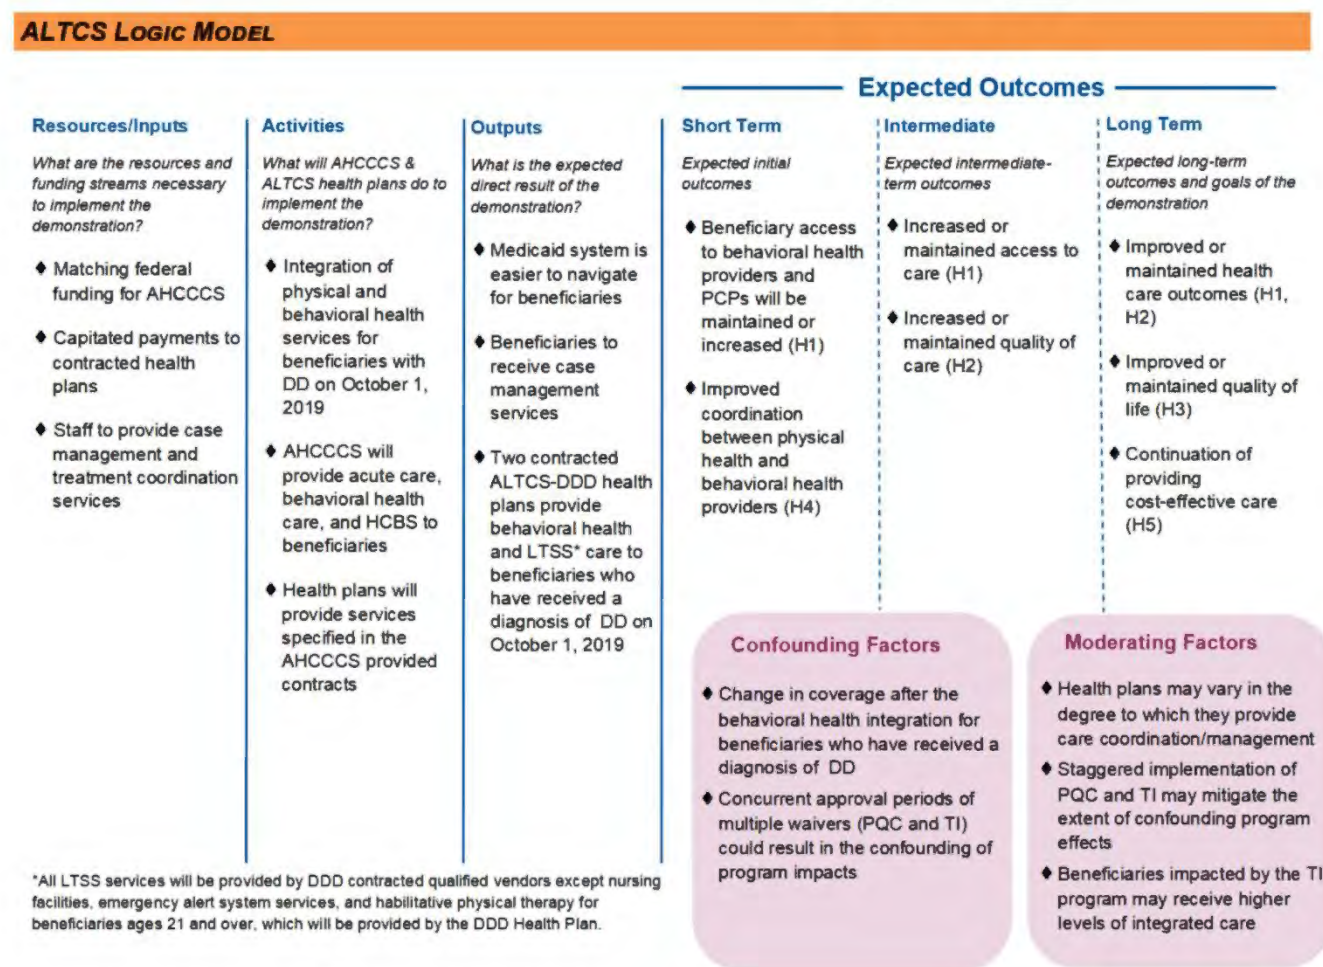 ALTCS LOGIC MODEL
Expected Outcomes
Resources/Inputs
What are the resources and
funding streams necessary
to implement the
demonstration?
♦ Matching federal
funding for AHCCCS
♦ Capitated payments to
contracted health
plans
♦ Staff to provide case
management and
treatment coordination
services
Activities
What will AHCCCS &
ALTCS health plans do to
implement the
demonstration?
♦ Integration of
physical and
behavioral health
services for
beneficiaries with
DD on October 1,
2019
♦ AHCCCS will
provide acute care,
behavioral health
care, and HCBS to
beneficiaries
♦ Health plans will
provide services
specified in the
AHCCCS provided
contracts
Outputs
What is the expected
direct result of the
demonstration?
♦ Medicaid system is
easier to navigate
for beneficiaries
♦ Beneficiaries to
receive case
management
services
♦ Two contracted
ALTCS-DDD health
plans provide
behavioral health
and LTSS* care to
beneficiaries who
have received a
diagnosis of DD on
October 1, 2019
Short Term
Expected initial
outcomes
♦ Beneficiary access
to behavioral health
providers and
PCPs will be
maintained or
increased (H1)
♦ Improved
coordination
between physical
health and
behavioral health
providers (H4)
Intermediate
Expected intermediate-
term outcomes
♦ Increased or
maintained access to
care (H1)
♦ Increased or
maintained quality of
care (H2)
Long Term
Expected long-term
outcomes and goals of the
demonstration
♦ Improved or
maintained health
care outcomes (H1,
H2)
♦ Improved or
maintained quality of
life (H3)
♦ Continuation of
providing
cost-effective care
(H5)
Confounding Factors
♦ Change in coverage after the
behavioral health integration for
beneficiaries who have received a
diagnosis of DD
♦ Concurrent approval periods of
multiple waivers (PQC and TI)
could result in the confounding of
program impacts
Moderating Factors
♦ Health plans may vary in the
degree to which they provide
care coordination/management
♦ Staggered implementation of
PQC and TI may mitigate the
extent of confounding program
effects
♦ Beneficiaries impacted by the TI
program may receive higher
levels of integrated care
*All LTSS services will be provided by DDD contracted qualified vendors except nursing
facilities, emergency alert system services, and habilitative physical therapy for
beneficiaries ages 21 and over, which will be provided by the DDD Health Plan.